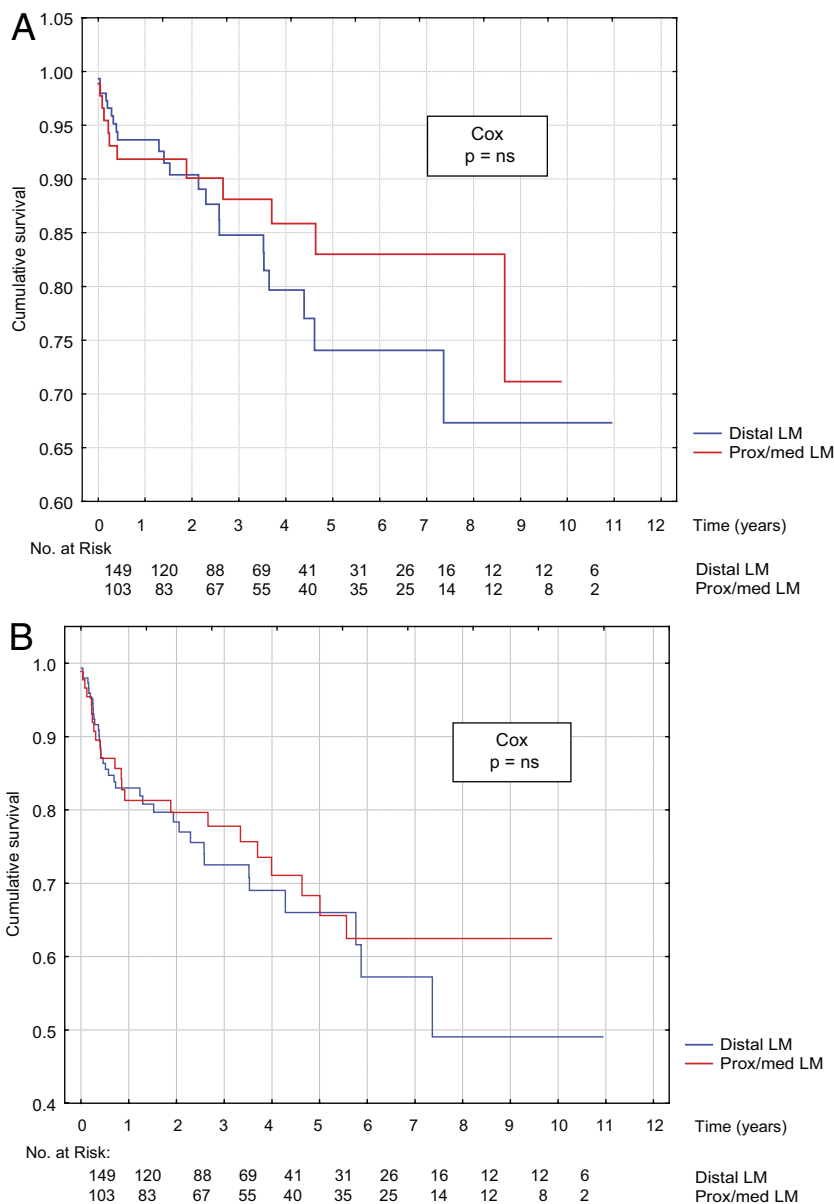 A
1.05
1.00
0.95
0.90
0.85
0.80
0.75
0.70
0.65
0.60
Cumulative survival
Cox
p = ns
Distal LM
Prox/med LM
0 1 2 3 4 5 6 7 8 9 10 11 12 Time (years)
No. at Risk
149 120 88 69 41 31 26 16 12 12 6 Distal LM
103 83 67 55 40 35 25 14 12 8 2 Prox/med LM
B
1.0
0.9
0.8
0.7
0.6
0.5
0.4
Cumulative survival
Cox
p = ns
Distal LM
Prox/med LM
0 1 2 3 4 5 6 7 8 9 10 11 12 Time (years)
No. at Risk:
149 120 88 69 41 31 26 16 12 12 6 Distal LM
103 83 67 55 40 35 25 14 12 8 2 Prox/med LM